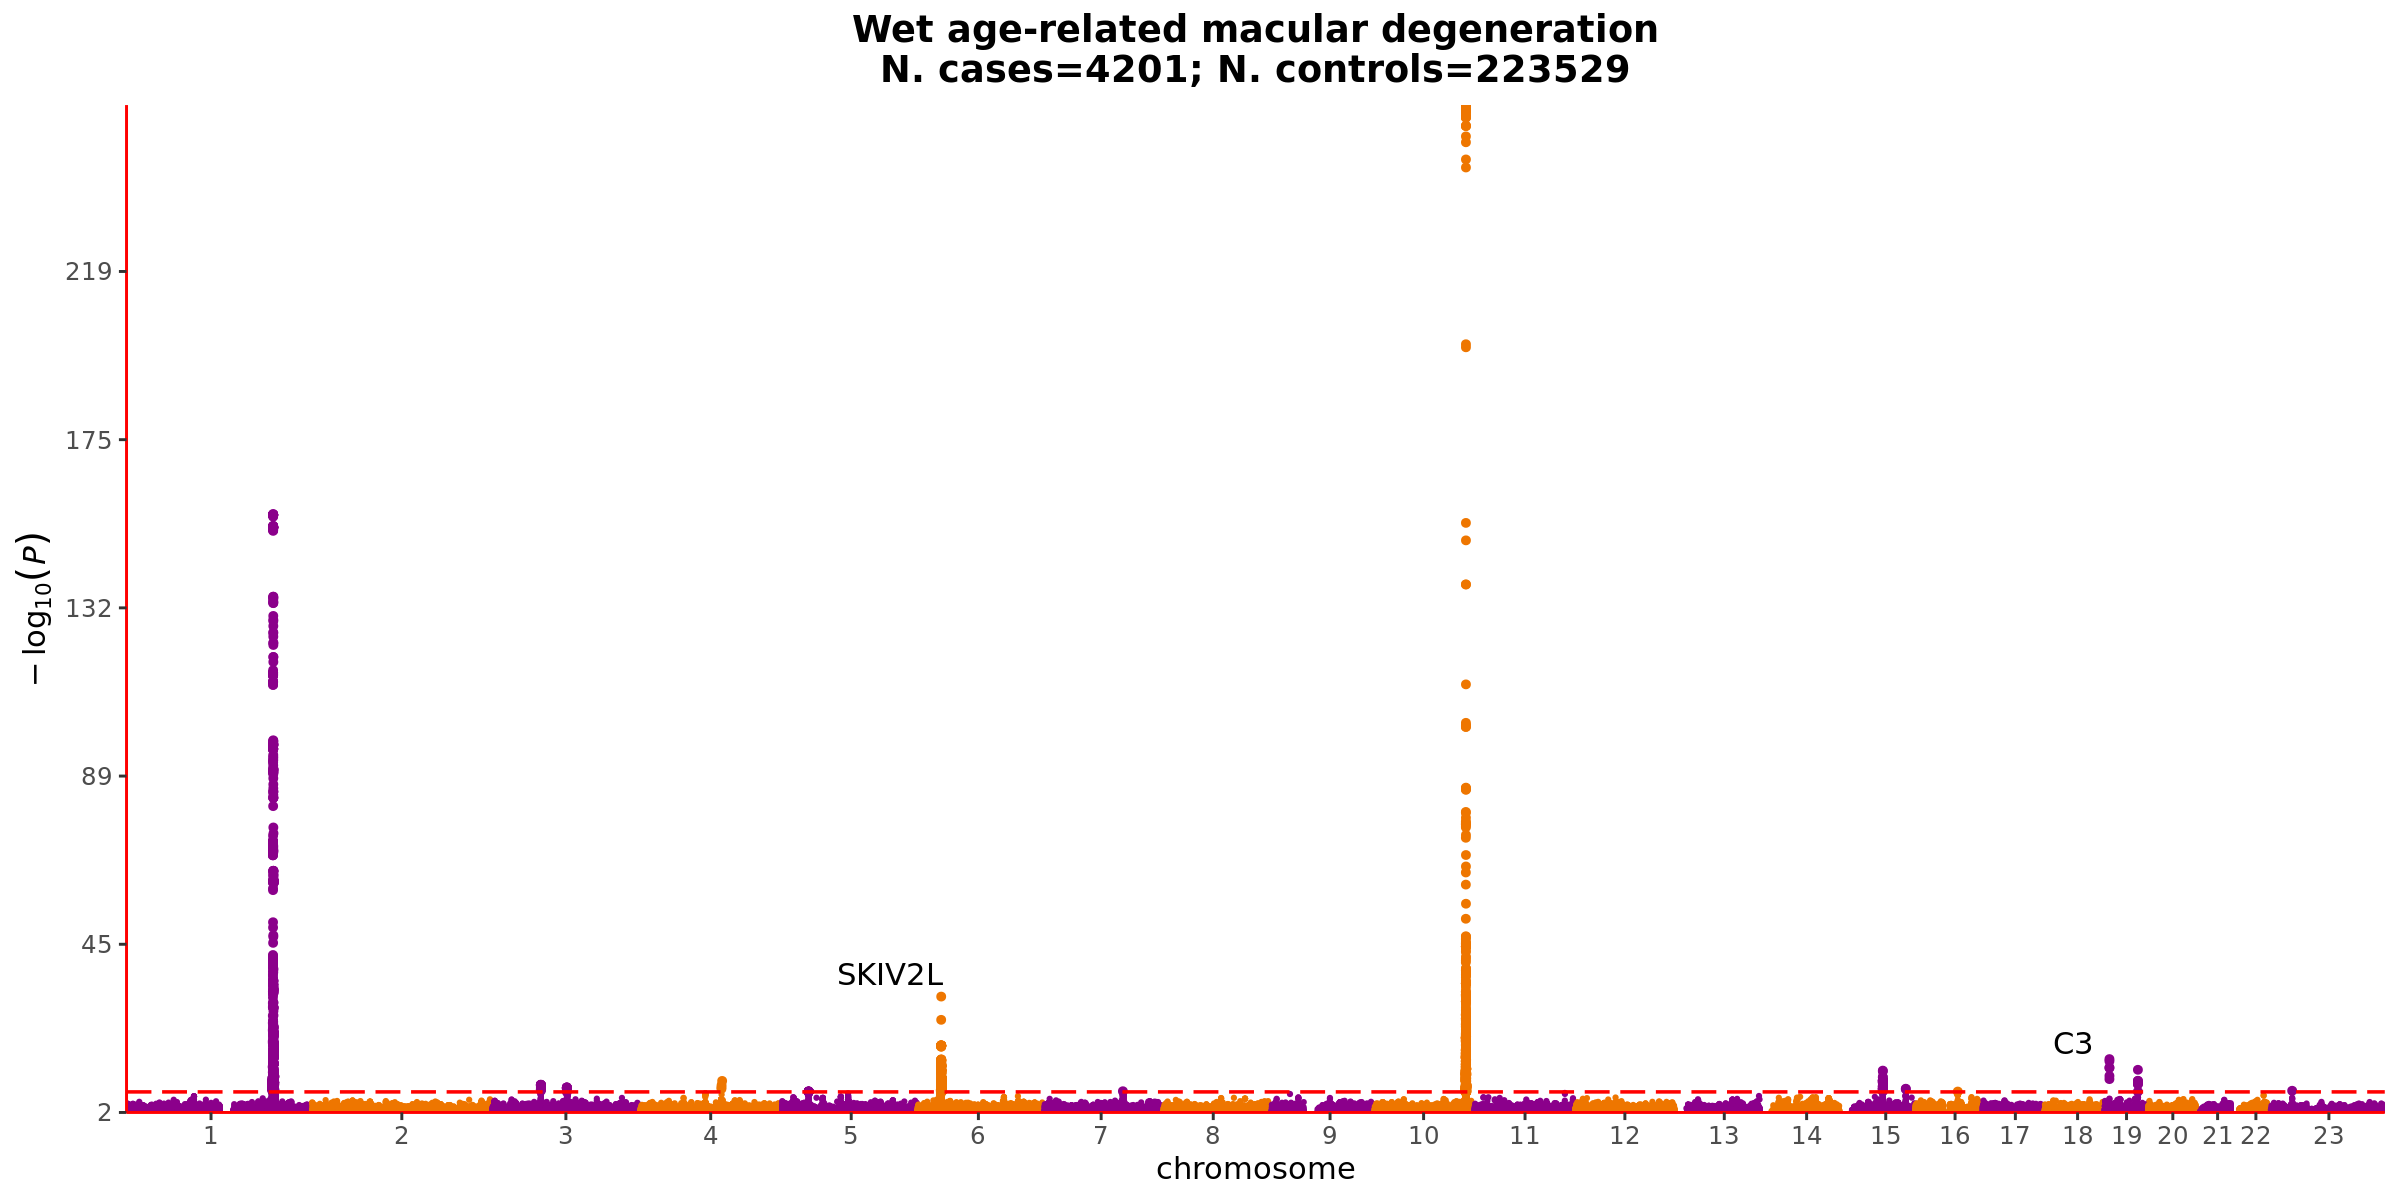 Wet age-related macular degeneration
N. cases=4201; N. controls=223529
219
175
132
89
45
2
−log₁₀(P)
SKIV2L
C3
1 2 3 4 5 6 7 8 9 10 11 12 13 14 15 16 17 18 19 20 21 22 23
chromosome